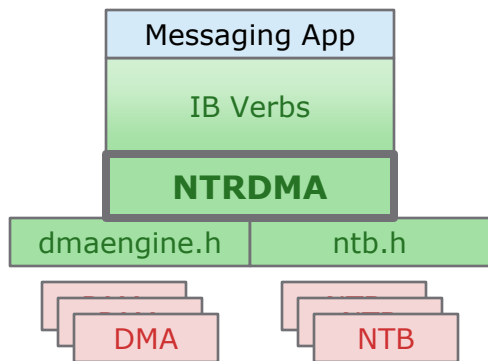 Messaging App
IB Verbs
NTRDMA
dmaengine.h ntb.h
DMA NTB